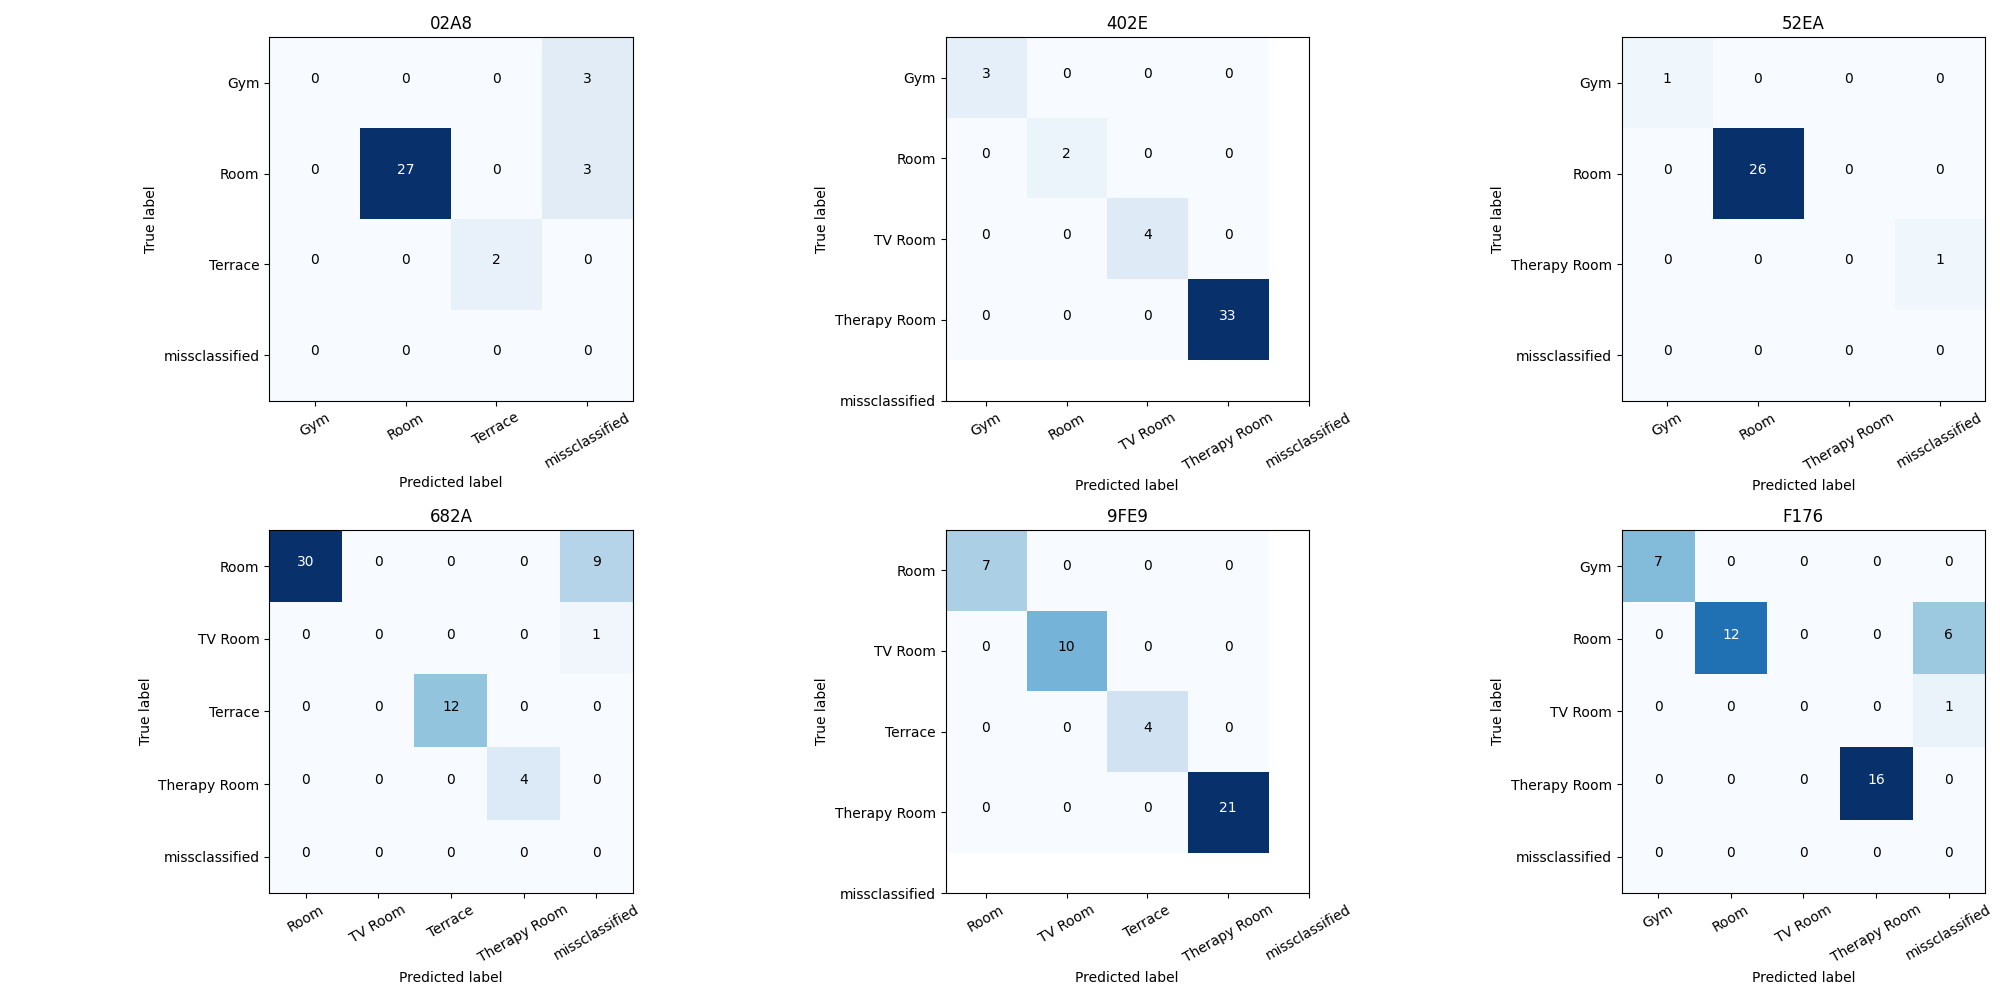 02A8
True label
Gym 0 0 0 3
Room 0 27 0 3
Terrace 0 0 2 0
missclassified 0 0 0 0
Gym Room Terrace missclassified
Predicted label
402E
True label
Gym 3 0 0 0
Room 0 2 0 0
TV Room 0 0 4 0
Therapy Room 0 0 0 33
missclassified
Gym Room TV Room Therapy Room missclassified
Predicted label
52EA
True label
Gym 1 0 0 0
Room 0 26 0 0
Therapy Room 0 0 0 1
missclassified 0 0 0 0
Gym Room Therapy Room missclassified
Predicted label
682A
True label
Room 30 0 0 0 9
TV Room 0 0 0 0 1
Terrace 0 0 12 0 0
Therapy Room 0 0 0 4 0
missclassified 0 0 0 0 0
Room TV Room Terrace Therapy Room missclassified
Predicted label
9FE9
True label
Room 7 0 0 0
TV Room 0 10 0 0
Terrace 0 0 4 0
Therapy Room 0 0 0 21
missclassified
Room TV Room Terrace Therapy Room missclassified
Predicted label
F176
True label
Gym 7 0 0 0 0
Room 0 12 0 0 6
TV Room 0 0 0 0 1
Therapy Room 0 0 0 16 0
missclassified 0 0 0 0 0
Gym Room TV Room Therapy Room missclassified
Predicted label